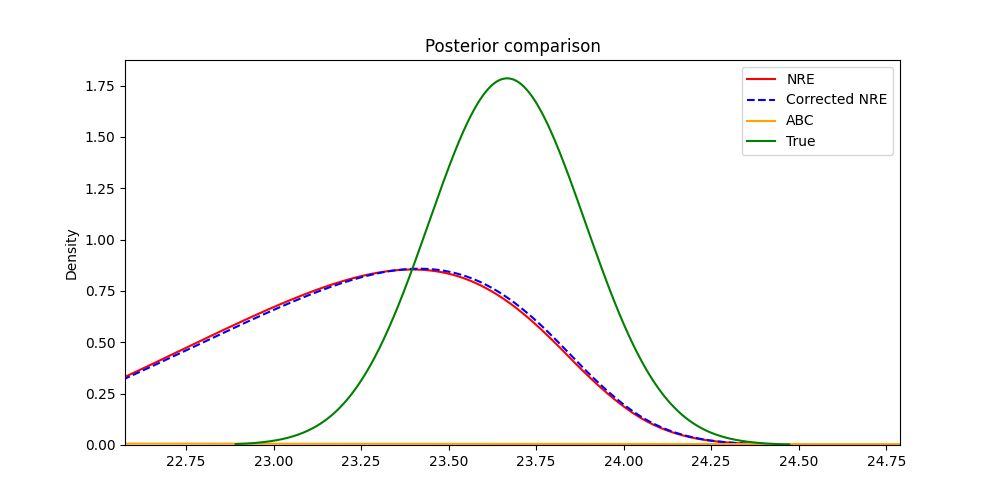 Posterior comparison
Density
1.75
1.50
1.25
1.00
0.75
0.50
0.25
0.00
22.75 23.00 23.25 23.50 23.75 24.00 24.25 24.50 24.75
NRE
Corrected NRE
ABC
True